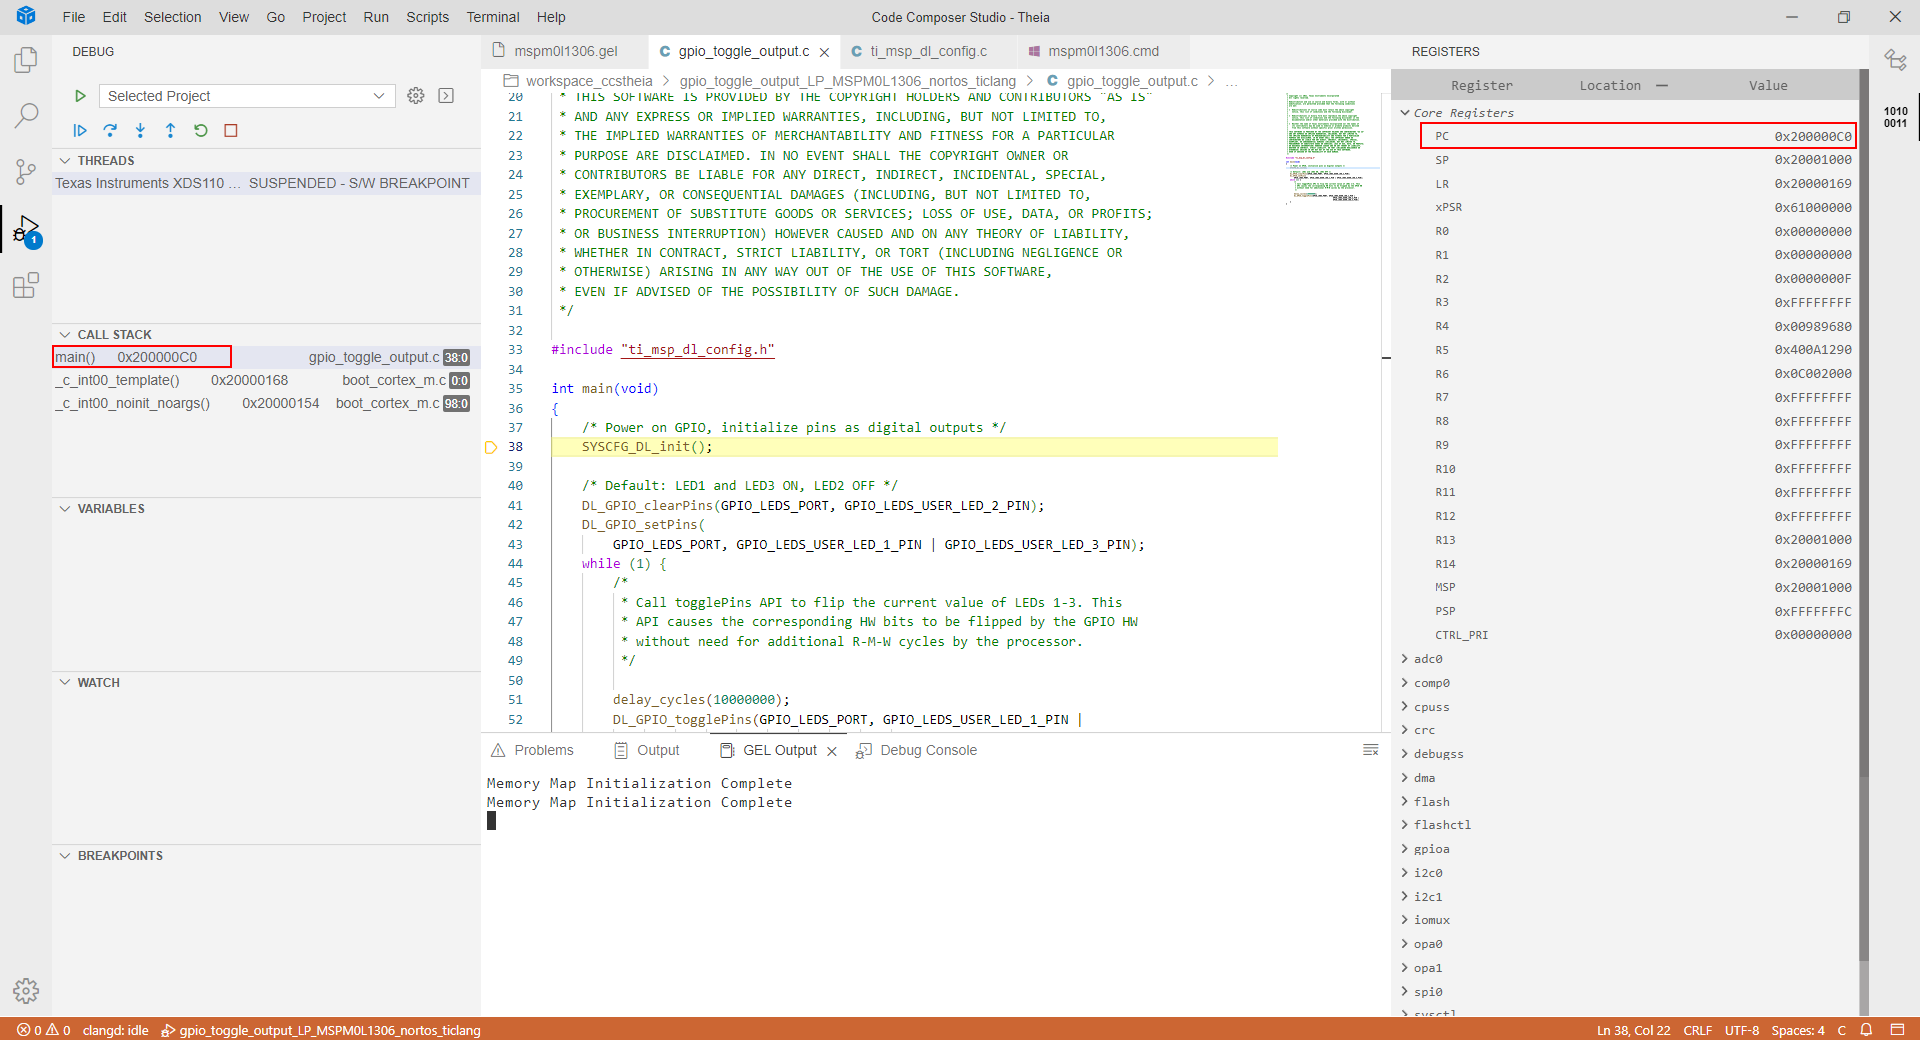 File Edit Selection View Go Project Run Scripts Terminal Help
Code Composer Studio - Theia
DEBUG
Selected Project
THREADS
Texas Instruments XDS110 ... SUSPENDED - S/W BREAKPOINT
CALL STACK
main() 0x200000C0 gpio_toggle_output.c 38:0
_c_int00_template() 0x20000168 boot_cortex_m.c 0:0
_c_int00_noinit_noargs() 0x20000154 boot_cortex_m.c 98:0
VARIABLES
WATCH
BREAKPOINTS
1
mspm0l1306.gel
C gpio_toggle_output.c
C ti_msp_dl_config.c
mspm0l1306.cmd
workspace_ccstheia > gpio_toggle_output_LP_MSPM0L1306_nortos_ticlang > C gpio_toggle_output.c > ...
20 * THIS SOFTWARE IS PROVIDED BY THE COPYRIGHT HOLDERS AND CONTRIBUTORS "AS IS"
21 * AND ANY EXPRESS OR IMPLIED WARRANTIES, INCLUDING, BUT NOT LIMITED TO,
22 * THE IMPLIED WARRANTIES OF MERCHANTABILITY AND FITNESS FOR A PARTICULAR
23 * PURPOSE ARE DISCLAIMED. IN NO EVENT SHALL THE COPYRIGHT OWNER OR
24 * CONTRIBUTORS BE LIABLE FOR ANY DIRECT, INDIRECT, INCIDENTAL, SPECIAL,
25 * EXEMPLARY, OR CONSEQUENTIAL DAMAGES (INCLUDING, BUT NOT LIMITED TO,
26 * PROCUREMENT OF SUBSTITUTE GOODS OR SERVICES; LOSS OF USE, DATA, OR PROFITS;
27 * OR BUSINESS INTERRUPTION) HOWEVER CAUSED AND ON ANY THEORY OF LIABILITY,
28 * WHETHER IN CONTRACT, STRICT LIABILITY, OR TORT (INCLUDING NEGLIGENCE OR
29 * OTHERWISE) ARISING IN ANY WAY OUT OF THE USE OF THIS SOFTWARE,
30 * EVEN IF ADVISED OF THE POSSIBILITY OF SUCH DAMAGE.
31 */
32
33 #include "ti_msp_dl_config.h"
34
35 int main(void)
36 {
37 /* Power on GPIO, initialize pins as digital outputs */
38 SYSCFG_DL_init();
39
40 /* Default: LED1 and LED3 ON, LED2 OFF */
41 DL_GPIO_clearPins(GPIO_LEDS_PORT, GPIO_LEDS_USER_LED_2_PIN);
42 DL_GPIO_setPins(
43 GPIO_LEDS_PORT, GPIO_LEDS_USER_LED_1_PIN | GPIO_LEDS_USER_LED_3_PIN);
44 while (1) {
45 /*
46 * Call togglePins API to flip the current value of LEDs 1-3. This
47 * API causes the corresponding HW bits to be flipped by the GPIO HW
48 * without need for additional R-M-W cycles by the processor.
49 */
50
51 delay_cycles(10000000);
52 DL_GPIO_togglePins(GPIO_LEDS_PORT, GPIO_LEDS_USER_LED_1_PIN |
Problems Output GEL Output Debug Console
Memory Map Initialization Complete
Memory Map Initialization Complete
REGISTERS
Register Location Value
Core Registers
PC 0x200000C0
SP 0x20001000
LR 0x20000169
xPSR 0x61000000
R0 0x00000000
R1 0x00000000
R2 0x0000000F
R3 0xFFFFFFFF
R4 0x00989680
R5 0x400A1290
R6 0x0C002000
R7 0xFFFFFFFF
R8 0xFFFFFFFF
R9 0xFFFFFFFF
R10 0xFFFFFFFF
R11 0xFFFFFFFF
R12 0xFFFFFFFF
R13 0x20001000
R14 0x20000169
MSP 0x20001000
PSP 0xFFFFFFFC
CTRL_PRI 0x00000000
adc0
comp0
cpuss
crc
debugss
dma
flash
flashctl
gpioa
i2c0
i2c1
iomux
opa0
opa1
spi0
sysctl
1010
0011
0 0 clangd: idle gpio_toggle_output_LP_MSPM0L1306_nortos_ticlang
Ln 38, Col 22 CRLF UTF-8 Spaces: 4 C